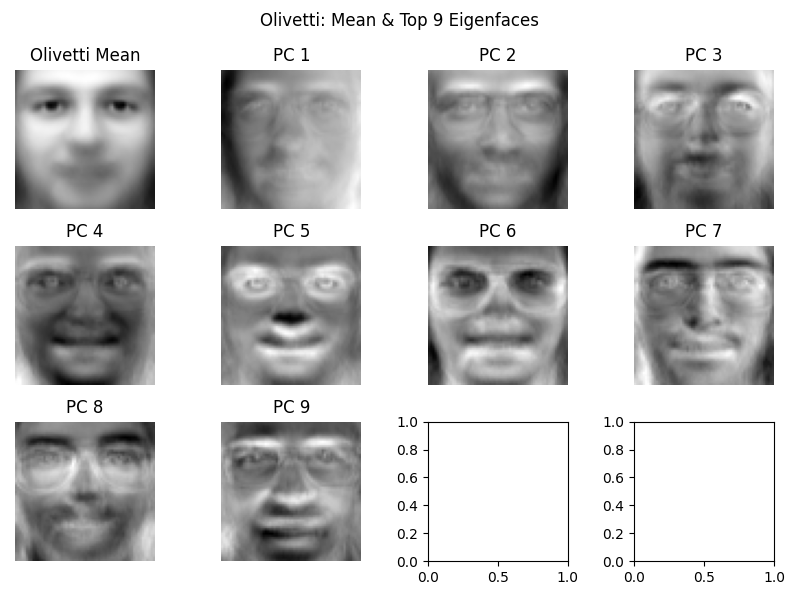 Olivetti: Mean & Top 9 Eigenfaces
Olivetti Mean
PC 1
PC 2
PC 3
PC 4
PC 5
PC 6
PC 7
PC 8
PC 9
1.0
0.8
0.6
0.4
0.2
0.0
0.0
0.5
1.0
1.0
0.8
0.6
0.4
0.2
0.0
0.0
0.5
1.0